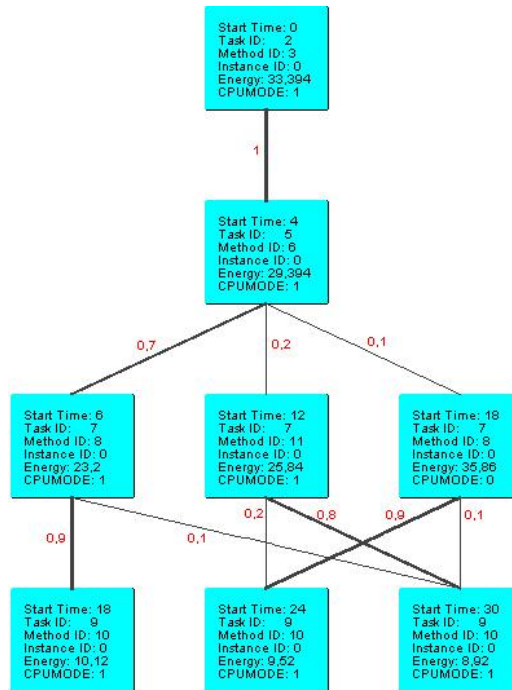 Start Time: 0
Task ID: 2
Method ID: 3
Instance ID: 0
Energy: 33,394
CPUMODE: 1
1
Start Time: 4
Task ID: 5
Method ID: 6
Instance ID: 0
Energy: 29,394
CPUMODE: 1
0,7
0,2
0,1
Start Time: 6
Task ID: 7
Method ID: 8
Instance ID: 0
Energy: 23,2
CPUMODE: 1
Start Time: 12
Task ID: 7
Method ID: 11
Instance ID: 0
Energy: 25,84
CPUMODE: 1
Start Time: 18
Task ID: 7
Method ID: 8
Instance ID: 0
Energy: 35,86
CPUMODE: 0
0,9
0,1
0,2
0,8
0,9
0,1
Start Time: 18
Task ID: 9
Method ID: 10
Instance ID: 0
Energy: 10,12
CPUMODE: 1
Start Time: 24
Task ID: 9
Method ID: 10
Instance ID: 0
Energy: 9,52
CPUMODE: 1
Start Time: 30
Task ID: 9
Method ID: 10
Instance ID: 0
Energy: 8,92
CPUMODE: 1